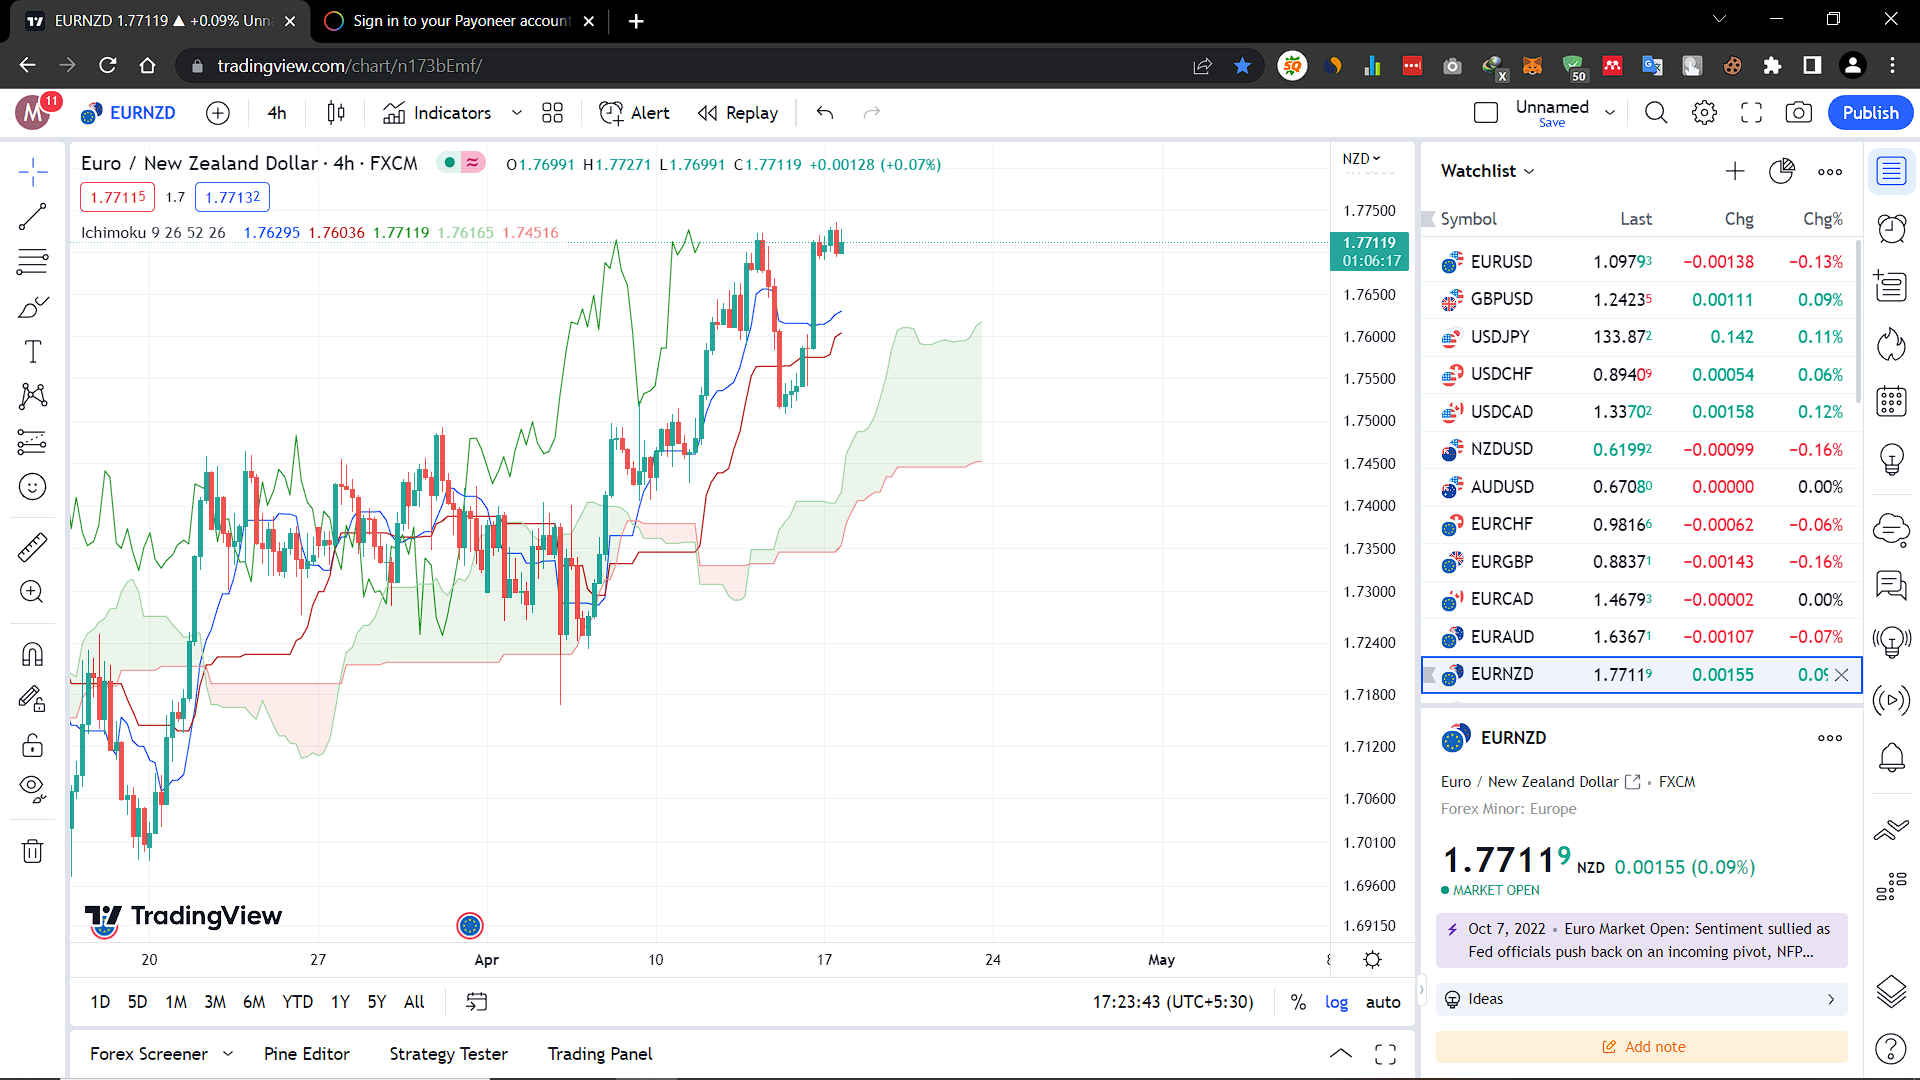 EURNZD 1.77119 ▲ +0.09% Unn
Sign in to your Payoneer account
tradingview.com/chart/n173bEmf/
50
M 11
EURNZD
4h
Indicators
Alert
Replay
Unnamed
Save
Publish
Euro / New Zealand Dollar · 4h · FXCM
O1.76991 H1.77271 L1.76991 C1.77119 +0.00128 (+0.07%)
1.77115 1.7 1.77132
Ichimoku 9 26 52 26 1.76295 1.76036 1.77119 1.76165 1.74516
NZD
1.77500
1.77119
01:06:17
1.76500
1.76000
1.75500
1.75000
1.74500
1.74000
1.73500
1.73000
1.72400
1.71800
1.71200
1.70600
1.70100
1.69600
1.69150
TradingView
20 27 Apr 10 17 24 May 8
1D 5D 1M 3M 6M YTD 1Y 5Y All
17:23:43 (UTC+5:30) % log auto
Forex Screener Pine Editor Strategy Tester Trading Panel
Watchlist
Symbol Last Chg Chg%
EURUSD 1.09793 −0.00138 −0.13%
GBPUSD 1.24235 0.00111 0.09%
USDJPY 133.872 0.142 0.11%
USDCHF 0.89409 0.00054 0.06%
USDCAD 1.33702 0.00158 0.12%
NZDUSD 0.61992 −0.00099 −0.16%
AUDUSD 0.67080 0.00000 0.00%
EURCHF 0.98166 −0.00062 −0.06%
EURGBP 0.88371 −0.00143 −0.16%
EURCAD 1.46793 −0.00002 0.00%
EURAUD 1.63671 −0.00107 −0.07%
EURNZD 1.77119 0.00155 0.09
EURNZD
Euro / New Zealand Dollar • FXCM
Forex Minor: Europe
1.77119 NZD 0.00155 (0.09%)
MARKET OPEN
Oct 7, 2022 • Euro Market Open: Sentiment sullied as
Fed officials push back on an incoming pivot, NFP...
Ideas
Add note